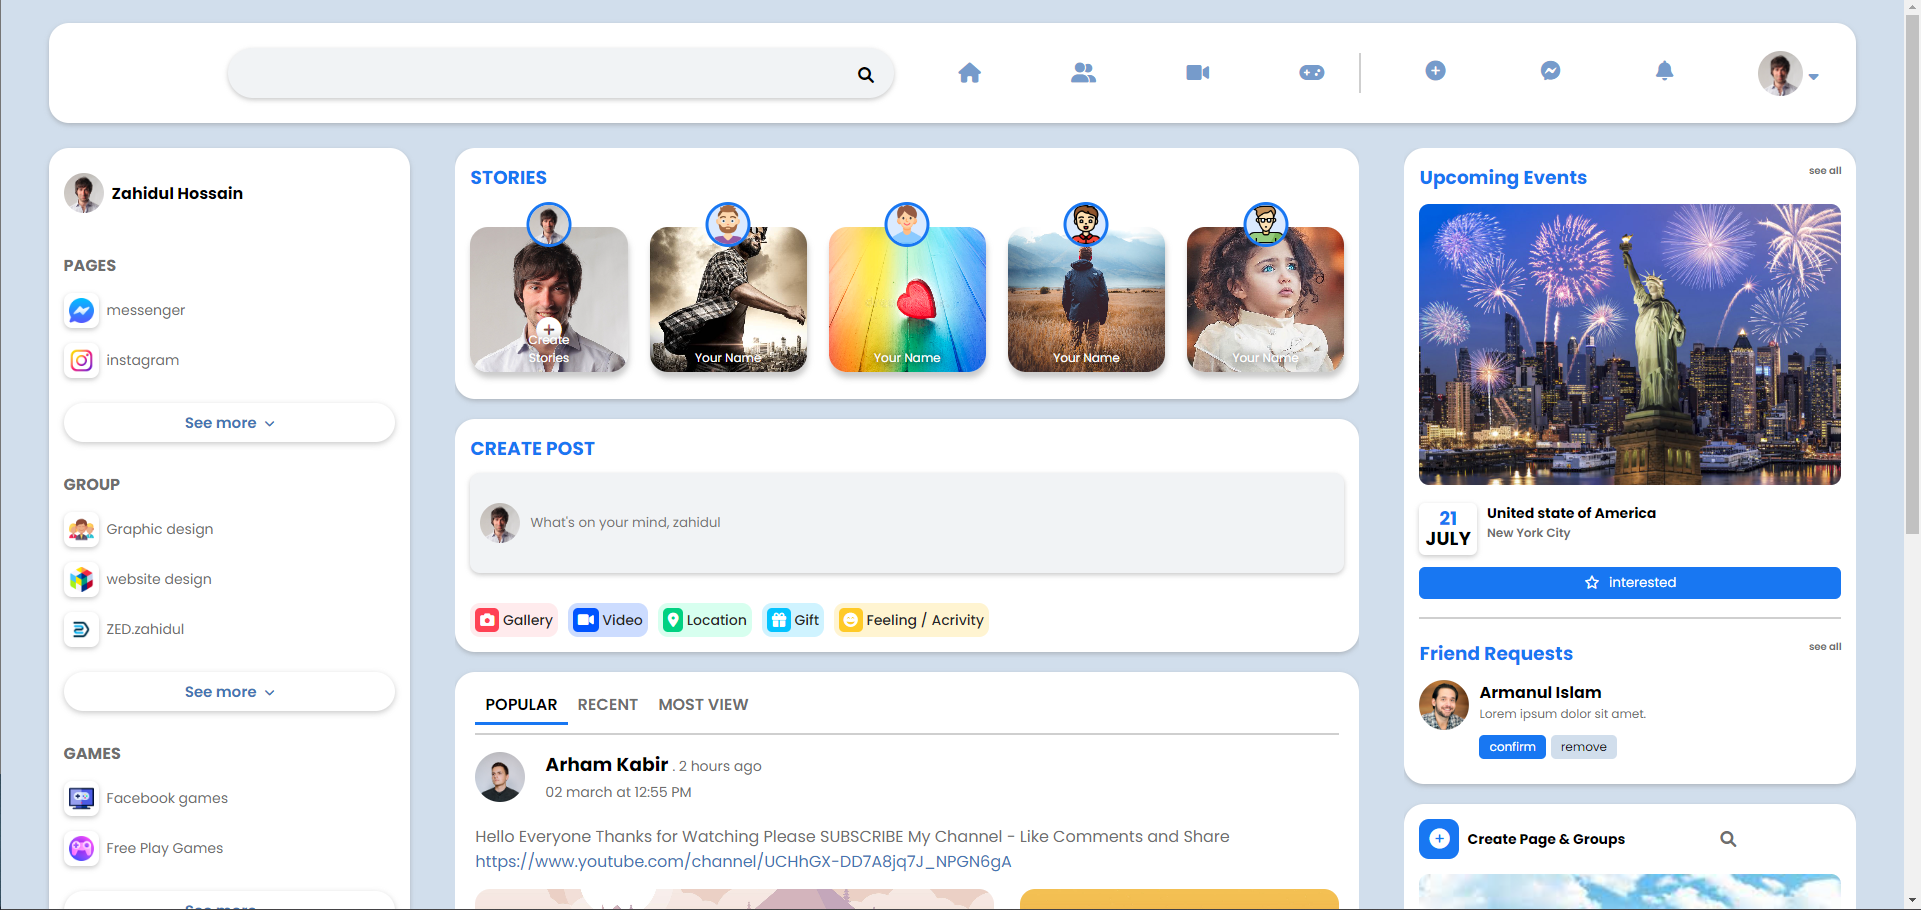 Zahidul Hossain
PAGES
messenger
instagram
See more
GROUP
Graphic design
website design
ZED.zahidul
See more
GAMES
Facebook games
Free Play Games
See more
STORIES
Create
Stories
Your Name
Your Name
Your Name
Your Name
CREATE POST
What's on your mind, zahidul
Gallery
Video
Location
Gift
Feeling / Acrivity
POPULAR
RECENT
MOST VIEW
Arham Kabir . 2 hours ago
02 march at 12:55 PM
Hello Everyone Thanks for Watching Please SUBSCRIBE My Channel - Like Comments and Share
https://www.youtube.com/channel/UCHhGX-DD7A8jq7J_NPGN6gA
Upcoming Events
see all
21
JULY
United state of America
New York City
interested
Friend Requests
see all
Armanul Islam
Lorem ipsum dolor sit amet.
confirm
remove
Create Page & Groups